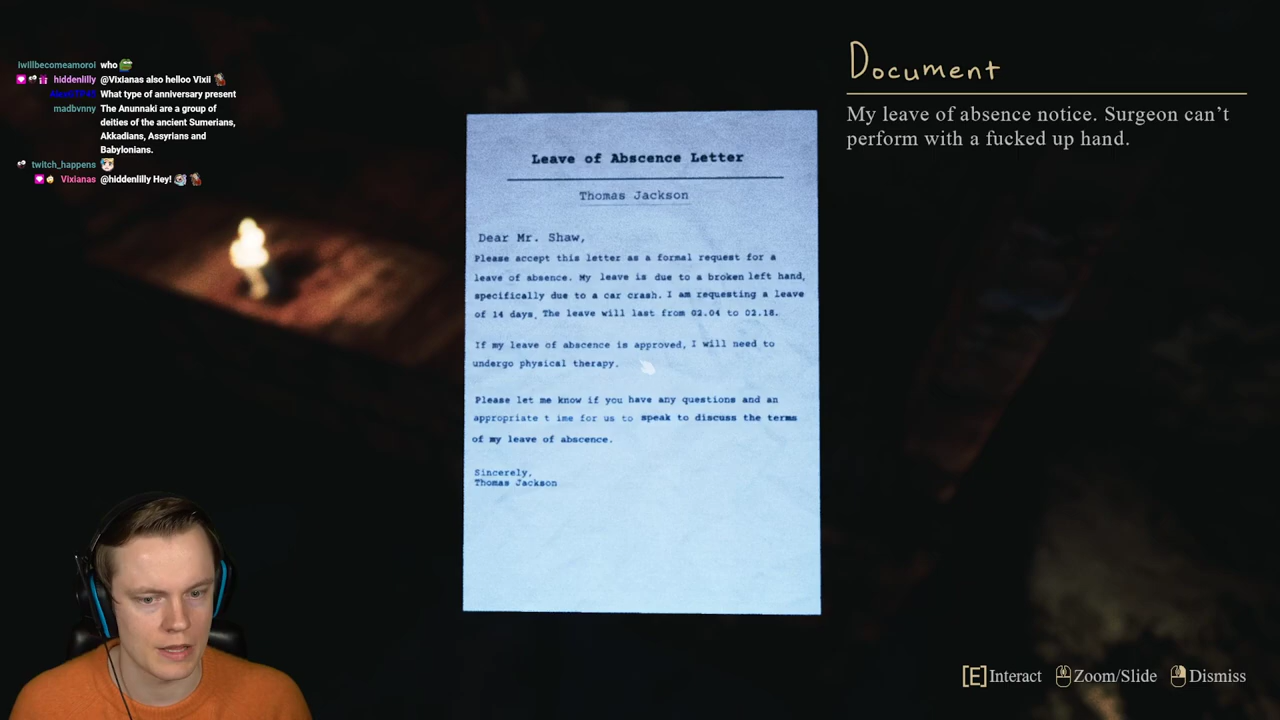 iwillbecomeamoroi who
hiddenlilly @Vixianas also helloo Vixii
What type of anniversary present
madbvnny The Anunnaki are a group of
deities of the ancient Sumerians,
Akkadians, Assyrians and
Babylonians.
twitch_happens
Vixianas @hiddenlilly Hey!
Leave of Abscence Letter
Thomas Jackson
Dear Mr. Shaw,
Please accept this letter as a formal request for a
leave of absence. My leave is due to a broken left hand,
specifically due to a car crash. I am requesting a leave
of 14 days. The leave will last from 02.04 to 02.18.
If my leave of abscence is approved, I will need to
undergo physical therapy.
Please let me know if you have any questions and an
appropriate t ime for us to speak to discuss the terms
of my leave of abscence.
Sincerely,
Thomas Jackson
Document
My leave of absence notice. Surgeon can't
perform with a fucked up hand.
[E]Interact Zoom/Slide Dismiss